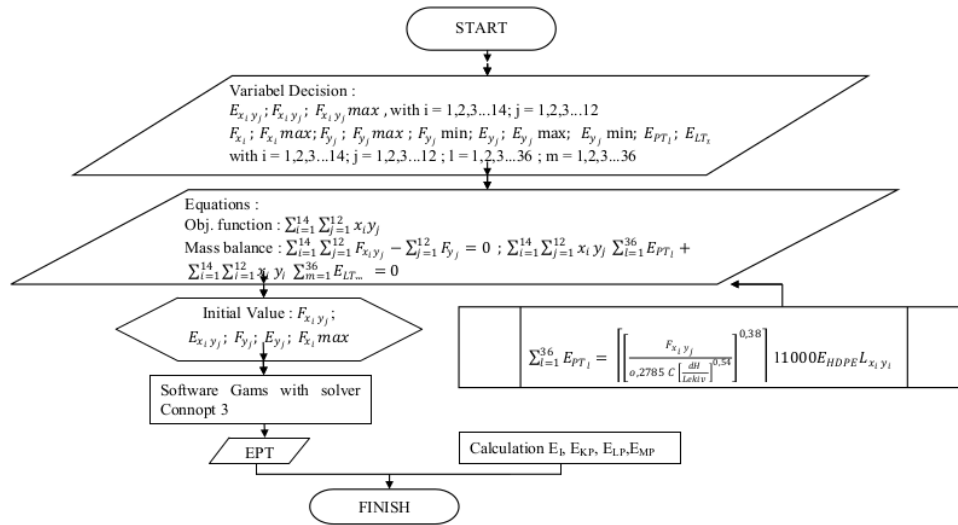 START
Variabel Decision :
E_{x_i y_j} ; F_{x_i y_j} ; F_{x_i y_j} max , with i = 1,2,3...14; j = 1,2,3...12
F_{x_i} ; F_{x_i} max; F_{y_j} ; F_{y_j} max ; F_{y_j} min; E_{y_j} ; E_{y_j} max; E_{y_j} min; E_{PT_l} ; E_{LT_s}
with i = 1,2,3...14; j = 1,2,3...12 ; l = 1,2,3...36 ; m = 1,2,3...36
Equations :
Obj. function : ∑_{i=1}^{14} ∑_{j=1}^{12} x_i y_j
Mass balance : ∑_{i=1}^{14} ∑_{j=1}^{12} F_{x_i y_j} − ∑_{j=1}^{12} F_{y_j} = 0 ; ∑_{i=1}^{14} ∑_{j=1}^{12} x_i y_j ∑_{l=1}^{36} E_{PT_l} +
∑_{i=1}^{14} ∑_{i=1}^{12} x_i y_i ∑_{m=1}^{36} E_{LT...} = 0
Initial Value : F_{x_i y_j} ;
E_{x_i y_j} ; F_{y_j} ; E_{y_j} ; F_{x_i} max
∑_{l=1}^{36} E_{PT_l} = [[F_{x_i y_j} / o,2785 C [dH / Lekiv]^{0,54}]^{0,38}] 11000E_{HDPE} L_{x_i y_i}
Software Gams with solver
Connopt 3
EPT
Calculation E_I, E_{KP}, E_{LP},E_{MP}
FINISH